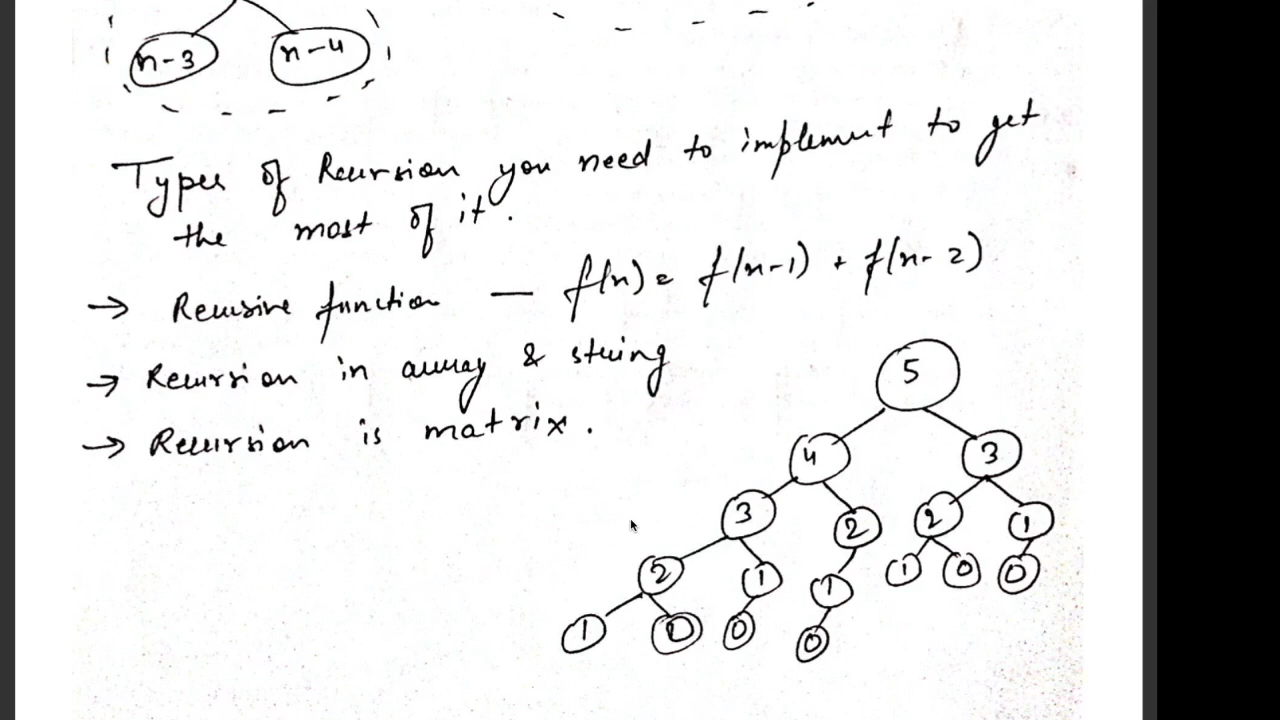 n-3 n-4
Types of Recursion you need to implement to get
the most of it.
→ Recursive function — f(n) = f(n-1) + f(n-2)
→ Recursion in array & string
→ Recursion is matrix.
5
4 3
3 2 2 1
2 1 1 1 0 0
1 0 0 0